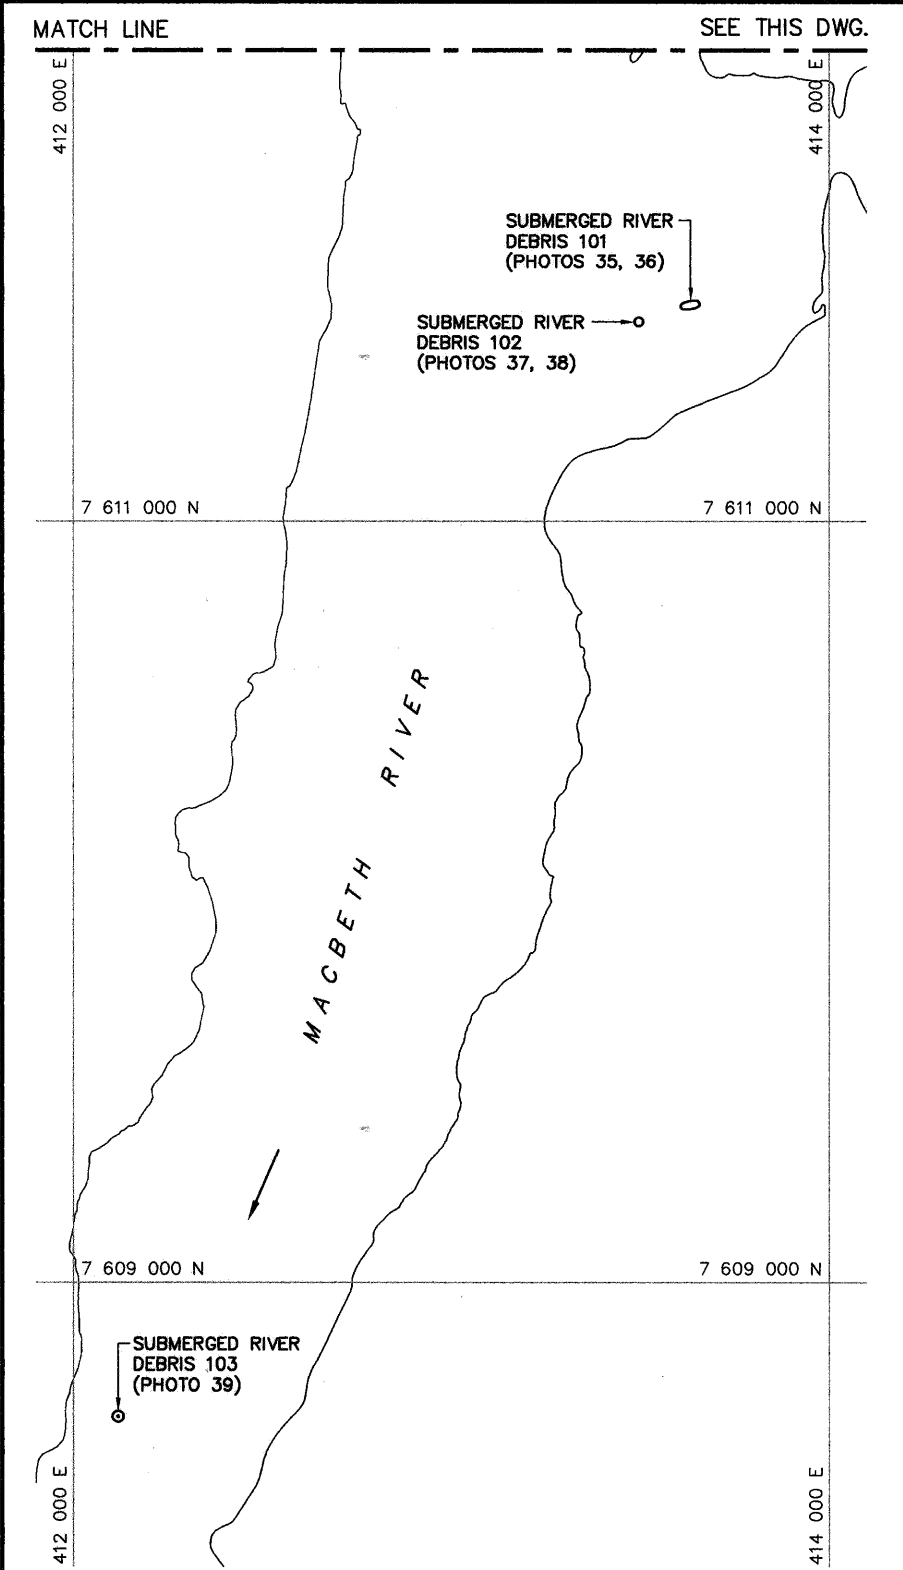 MATCH LINE
SEE THIS DWG.
412 000 E
414 000 E
SUBMERGED RIVER
DEBRIS 101
(PHOTOS 35, 36)
SUBMERGED RIVER
DEBRIS 102
(PHOTOS 37, 38)
7 611 000 N
7 611 000 N
MACBETH RIVER
7 609 000 N
7 609 000 N
SUBMERGED RIVER
DEBRIS 103
(PHOTO 39)
412 000 E
414 000 E